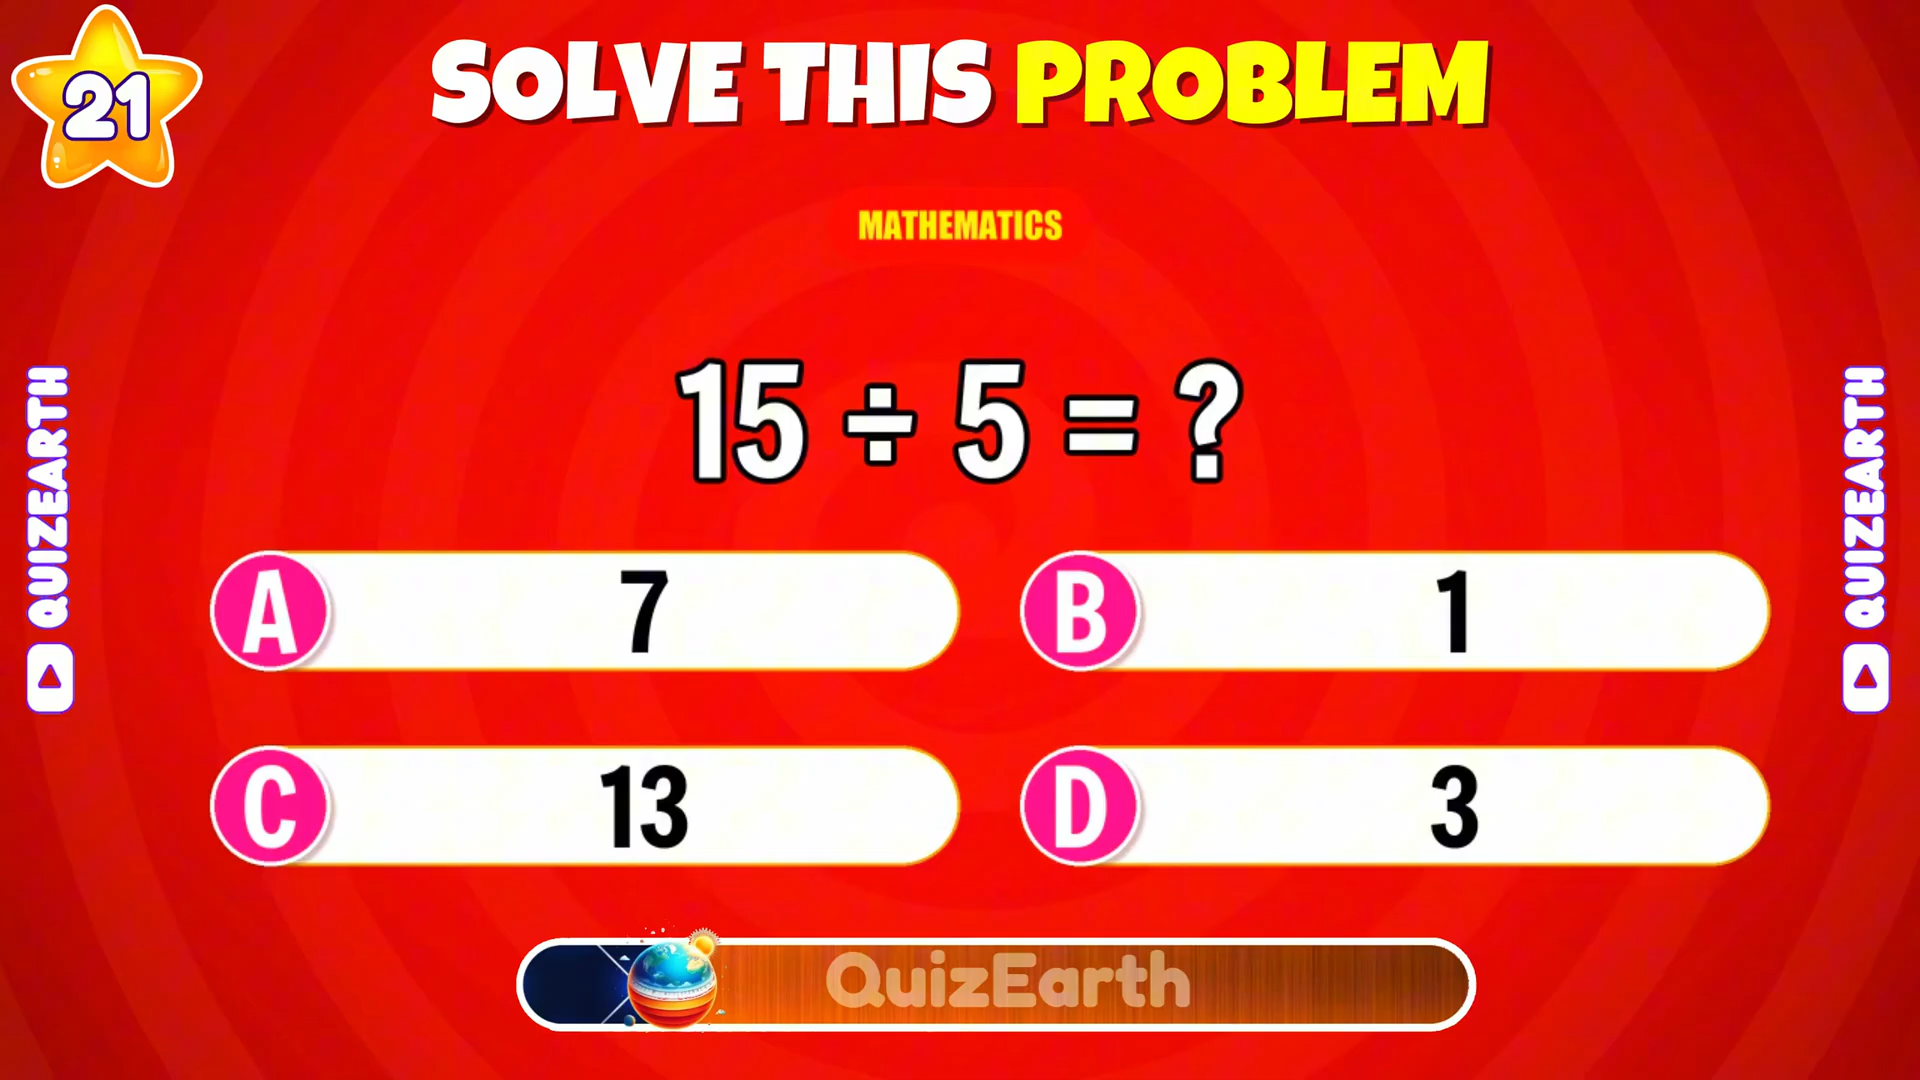 21
SOLVE THIS PROBLEM
MATHEMATICS
15 ÷ 5 = ?
A 7
B 1
C 13
D 3
QUIZEARTH
QUIZEARTH
QuizEarth